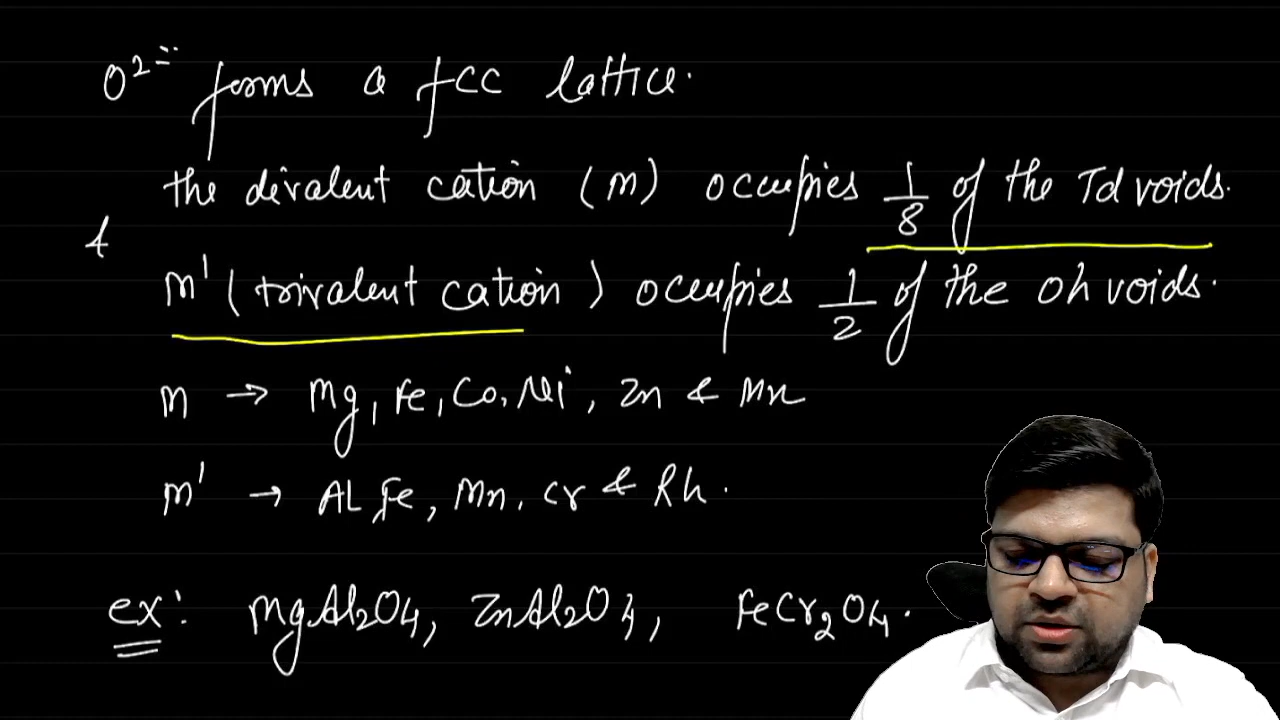 O²⁻⁻ forms a fcc lattice.
the divalent cation (m) occupies 1/8 of the Td voids.
&
m' (trivalent cation) occupies 1/2 of the Oh voids.
m → Mg, Fe, Co, Ni, Zn & Mn
m' → Al, Fe, Mn, Cr & Rh.
ex: MgAl₂O₄, ZnAl₂O₄, FeCr₂O₄.